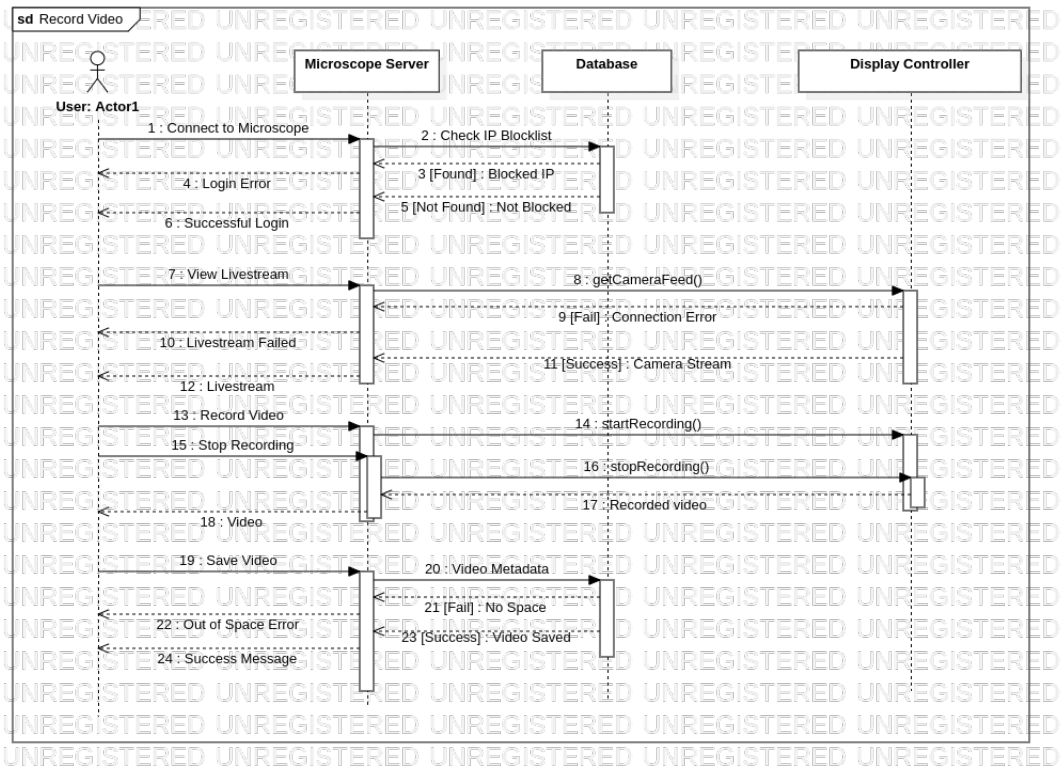 sd Record Video
Microscope Server
Database
Display Controller
User: Actor1
1 : Connect to Microscope
2 : Check IP Blocklist
3 [Found] : Blocked IP
4 : Login Error
5 [Not Found] : Not Blocked
6 : Successful Login
7 : View Livestream
8 : getCameraFeed()
9 [Fail] : Connection Error
10 : Livestream Failed
11 [Success] : Camera Stream
12 : Livestream
13 : Record Video
14 : startRecording()
15 : Stop Recording
16 : stopRecording()
17 : Recorded video
18 : Video
19 : Save Video
20 : Video Metadata
21 [Fail] : No Space
22 : Out of Space Error
23 [Success] : Video Saved
24 : Success Message
UNREGISTERED